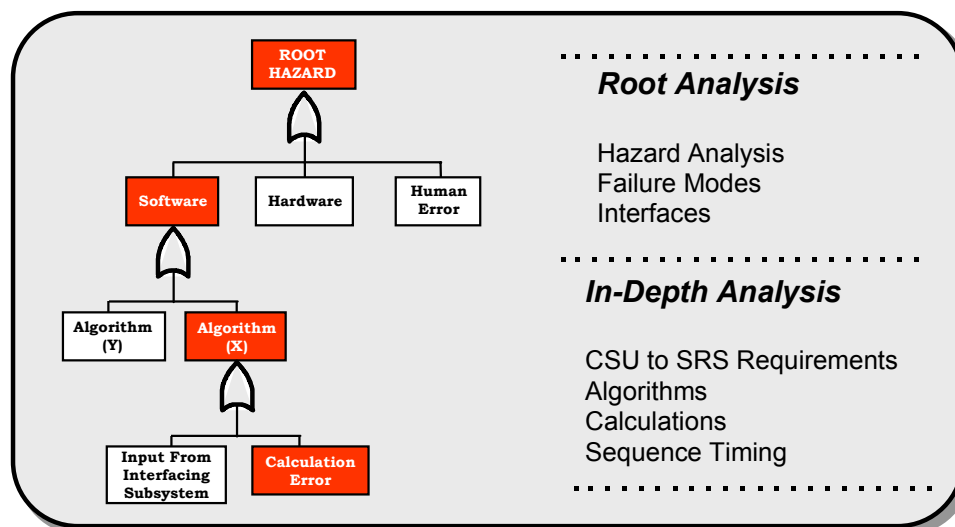 ROOT
HAZARD
Software
Hardware
Human
Error
Algorithm
(Y)
Algorithm
(X)
Input From
Interfacing
Subsystem
Calculation
Error
Root Analysis
Hazard Analysis
Failure Modes
Interfaces
In-Depth Analysis
CSU to SRS Requirements
Algorithms
Calculations
Sequence Timing